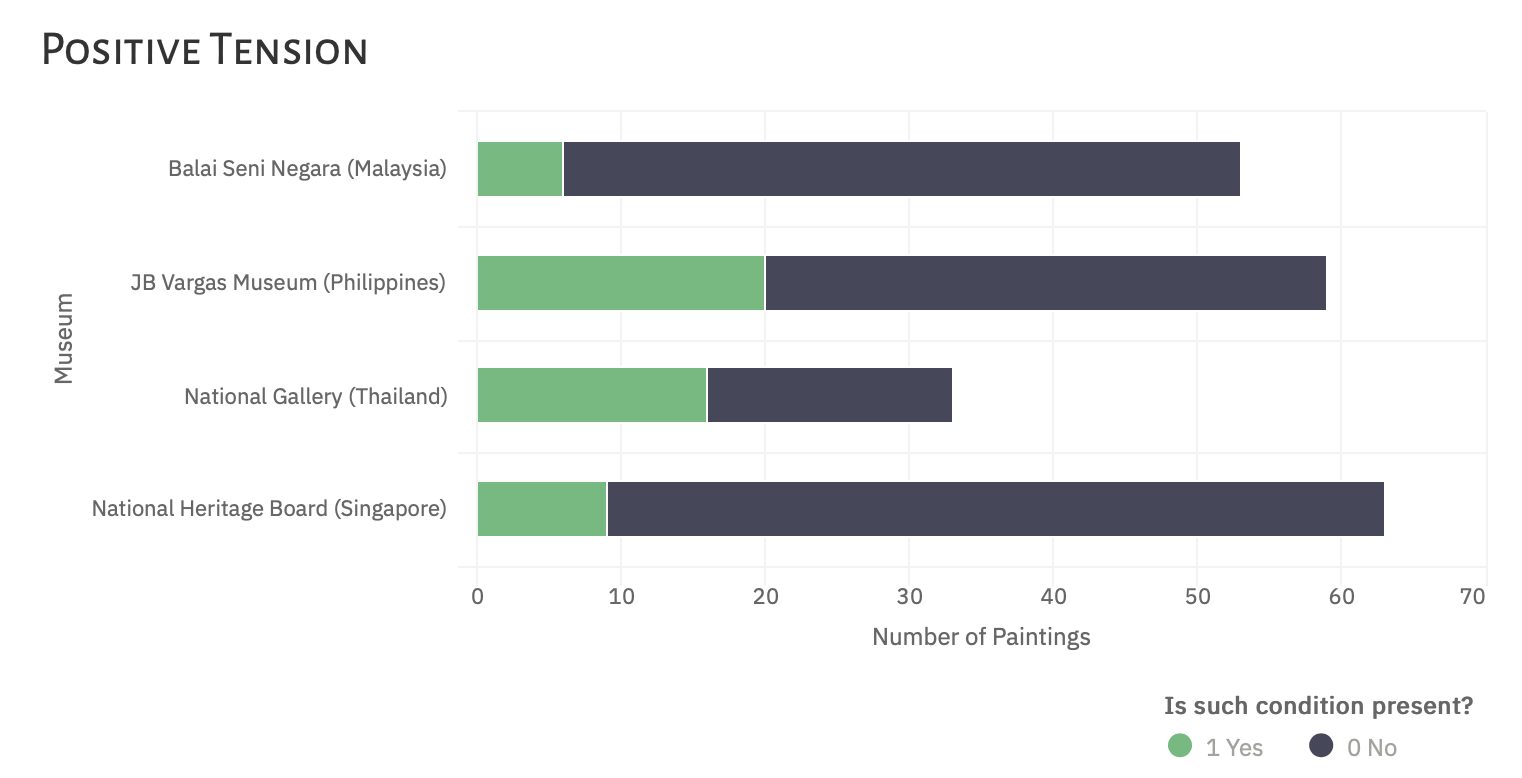 Positive Tension
Museum
Balai Seni Negara (Malaysia)
JB Vargas Museum (Philippines)
National Gallery (Thailand)
National Heritage Board (Singapore)
0 10 20 30 40 50 60 70
Number of Paintings
Is such condition present?
1 Yes 0 No